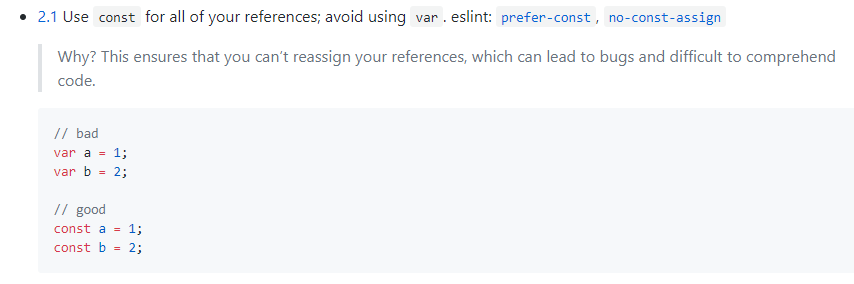 2.1 Use const for all of your references; avoid using var . eslint: prefer-const , no-const-assign
Why? This ensures that you can't reassign your references, which can lead to bugs and difficult to comprehend
code.
// bad
var a = 1;
var b = 2;
// good
const a = 1;
const b = 2;